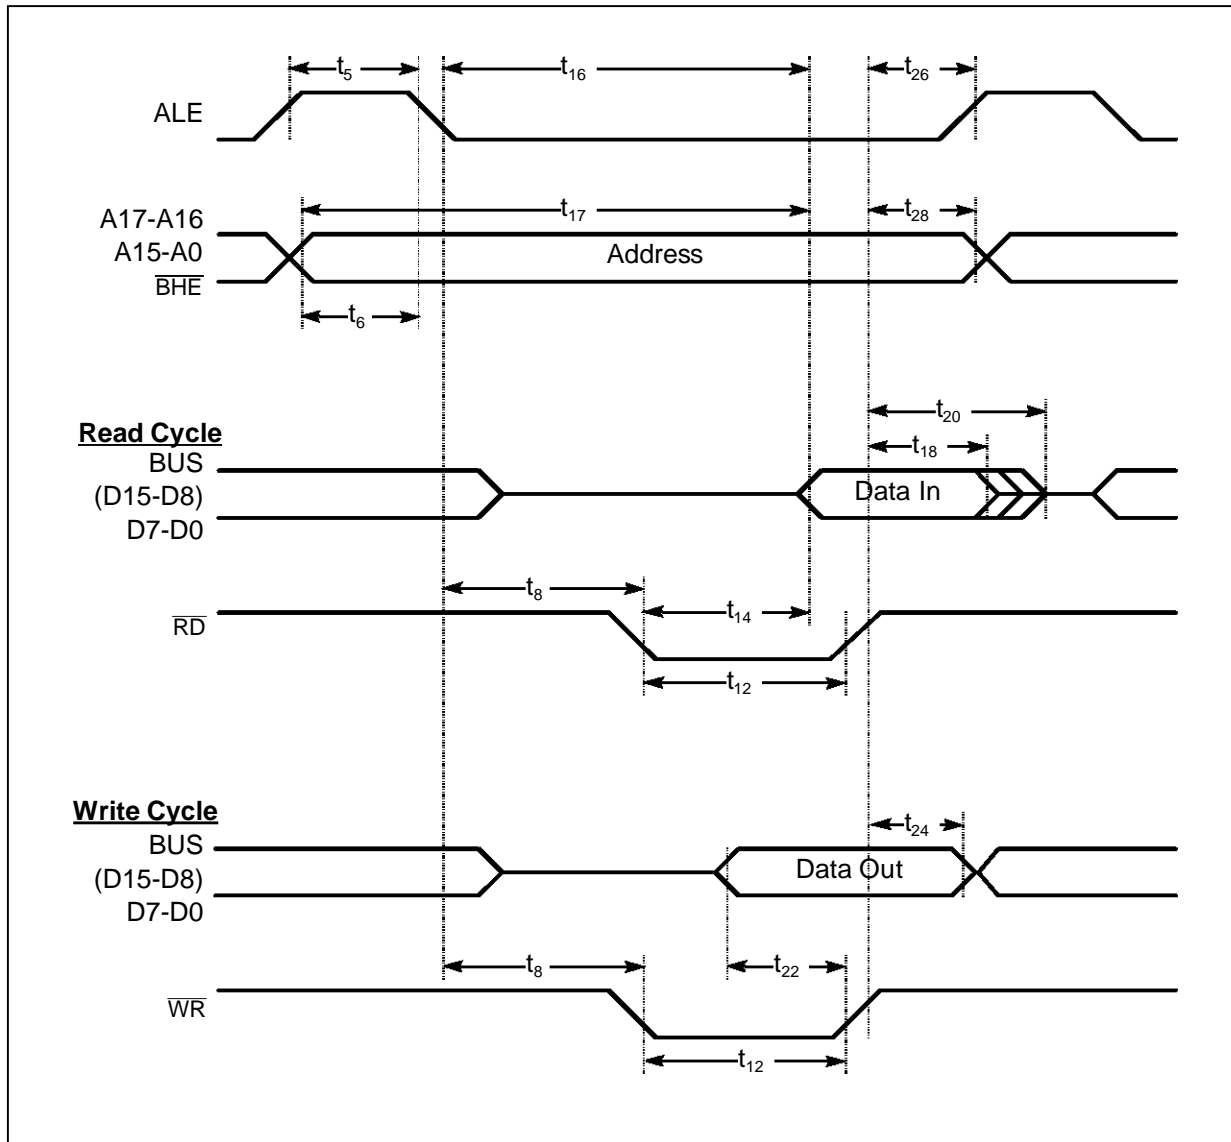 t5 t16 t26
ALE
t17 t28
A17-A16
A15-A0 Address
BHE
t6
t20
Read Cycle
t18
BUS
(D15-D8) Data In
D7-D0
t8
t14
RD
t12
Write Cycle
t24
BUS
(D15-D8) Data Out
D7-D0
t8 t22
WR
t12